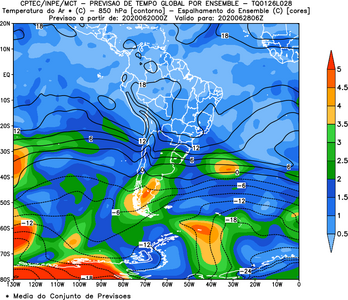 CPTEC/INPE/MCT - PREVISAO DE TEMPO GLOBAL POR ENSEMBLE - TQ0126L028
Temperatura do Ar * (C) - 850 hPa [contorno] - Espalhamento do Ensemble (C) [cores]
Previsao a partir de: 2020062000Z Valido para: 2020062806Z
20N
10N
EQ
10S
20S
30S
40S
50S
60S
70S
80S
130W 120W 110W 100W 90W 80W 70W 60W 50W 40W 30W 20W 10W 0
18
18
18
12
12
12
12
6
6
0
-6
-6
-12
-12
-12
-18
-18
-24
5
4.5
4
3.5
3
2.5
2
1.5
1
0.5
* Media do Conjunto de Previsoes